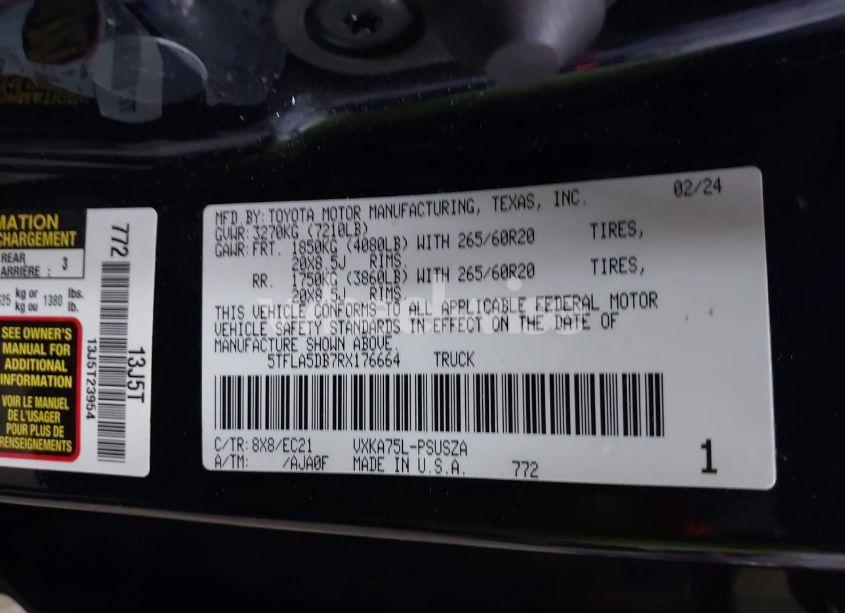 MATION
CHARGEMENT
REAR
ARRIÈRE : 3
kg or 1380 lbs.
kg ou lb.
SEE OWNER'S
MANUAL FOR
ADDITIONAL
INFORMATION
VOIR LE MANUEL
DE L'USAGER
POUR PLUS DE
RENSEIGNEMENTS
772
13J5T
13J5T23954
MFD.BY:TOYOTA MOTOR MANUFACTURING, TEXAS, INC. 02/24
GVWR:3270KG (7210LB)
GAWR:FRT. 1850KG (4080LB) WITH 265/60R20 TIRES,
20X8.5J RIMS.
RR. 1750KG (3860LB) WITH 265/60R20 TIRES,
20X8.5J RIMS.
THIS VEHICLE CONFORMS TO ALL APPLICABLE FEDERAL MOTOR
VEHICLE SAFETY STANDARDS IN EFFECT ON THE DATE OF
MANUFACTURE SHOWN ABOVE.
5TFLA5DB7RX176664 TRUCK
C/TR:8X8/EC21 VXKA75L-PSUSZA
A/TM: /AJA0F MADE IN U.S.A. 772 1